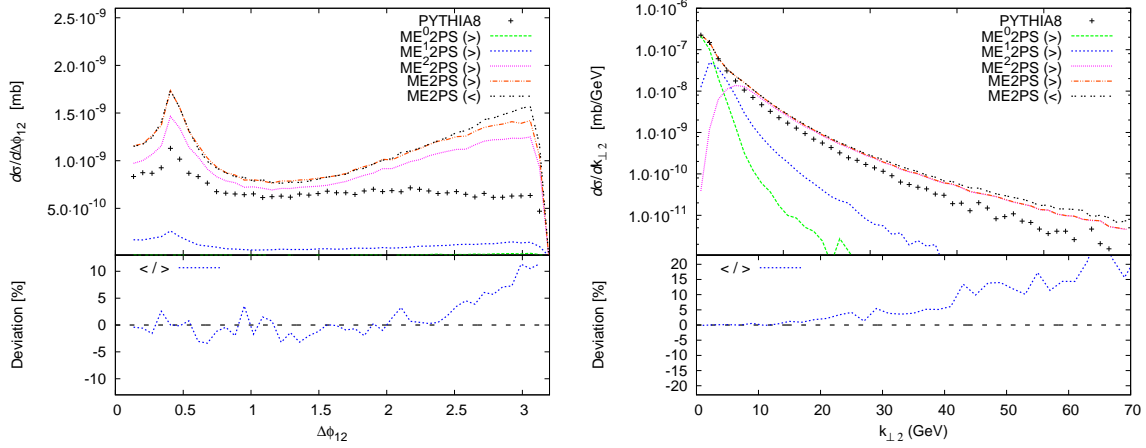 2.5·10-9
2.0·10-9
1.5·10-9
1.0·10-9
5.0·10-10
dσ/dΔϕ12 [mb]
PYTHIA8
ME02PS (>)
ME12PS (>)
ME22PS (>)
ME2PS (>)
ME2PS (<)
10
5
0
-5
-10
Deviation [%]
< / >
0
0.5
1
1.5
2
2.5
3
Δϕ12
1.0·10-6
1.0·10-7
1.0·10-8
1.0·10-9
1.0·10-10
1.0·10-11
dσ/dk⊥2 [mb/GeV]
PYTHIA8
ME02PS (>)
ME12PS (>)
ME22PS (>)
ME2PS (>)
ME2PS (<)
20
15
10
5
0
-5
-10
-15
-20
Deviation [%]
< / >
0
10
20
30
40
50
60
70
k⊥2 (GeV)